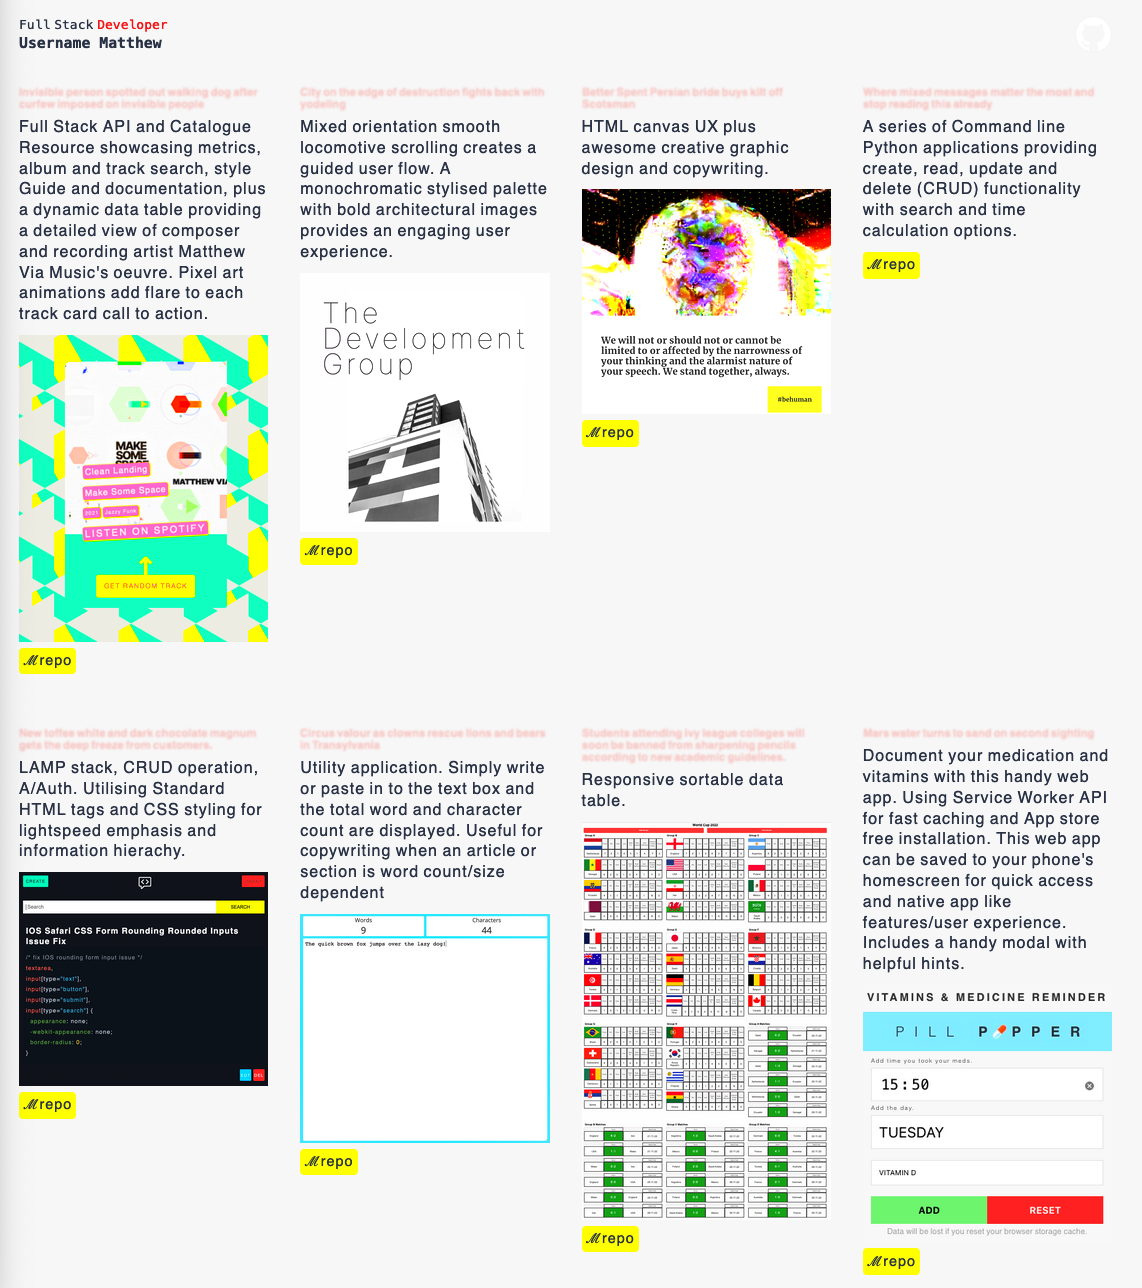 Full Stack Developer
Username Matthew
Invisible person spotted out walking dog after
curfew imposed on invisible people
Full Stack API and Catalogue
Resource showcasing metrics,
album and track search, style
Guide and documentation, plus
a dynamic data table providing
a detailed view of composer
and recording artist Matthew
Via Music's oeuvre. Pixel art
animations add flare to each
track card call to action.
MAKE
SOME
Clean Landing
MATTHEW VIA
Make Some Space
2021 Jazzy Funk
LISTEN ON SPOTIFY
GET RANDOM TRACK
ℳrepo
City on the edge of destruction fights back with
yodeling
Mixed orientation smooth
locomotive scrolling creates a
guided user flow. A
monochromatic stylised palette
with bold architectural images
provides an engaging user
experience.
The
Development
Group
ℳrepo
Better Spent Persian bride buys kilt off
Scotsman
HTML canvas UX plus
awesome creative graphic
design and copywriting.
We will not or should not or cannot be
limited to or affected by the narrowness of
your thinking and the alarmist nature of
your speech. We stand together, always.
#behuman
ℳrepo
Where mixed messages matter the most and
stop reading this already
A series of Command line
Python applications providing
create, read, update and
delete (CRUD) functionality
with search and time
calculation options.
ℳrepo
New toffee white and dark chocolate magnum
gets the deep freeze from customers.
LAMP stack, CRUD operation,
A/Auth. Utilising Standard
HTML tags and CSS styling for
lightspeed emphasis and
information hierachy.
CREATE
Search
SEARCH
IOS Safari CSS Form Rounding Rounded Inputs
Issue Fix
/* fix IOS rounding form input issue */
textarea,
input[type="text"],
input[type="button"],
input[type="submit"],
input[type="search"] {
appearance: none;
-webkit-appearance: none;
border-radius: 0;
}
EDT DEL
ℳrepo
Circus valour as clowns rescue lions and bears
in Transylvania
Utility application. Simply write
or paste in to the text box and
the total word and character
count are displayed. Useful for
copywriting when an article or
section is word count/size
dependent
Words
9
Characters
44
The quick brown fox jumps over the lazy dog!
ℳrepo
Students attending ivy league colleges will
soon be banned from sharpening pencils
according to new academic guidelines.
Responsive sortable data
table.
World Cup 2022
ℳrepo
Mars water turns to sand on second sighting
Document your medication and
vitamins with this handy web
app. Using Service Worker API
for fast caching and App store
free installation. This web app
can be saved to your phone's
homescreen for quick access
and native app like
features/user experience.
Includes a handy modal with
helpful hints.
VITAMINS & MEDICINE REMINDER
PILL P💊PPER
Add time you took your meds.
15:50
Add the day.
TUESDAY
VITAMIN D
ADD
RESET
Data will be lost if you reset your browser storage cache.
ℳrepo